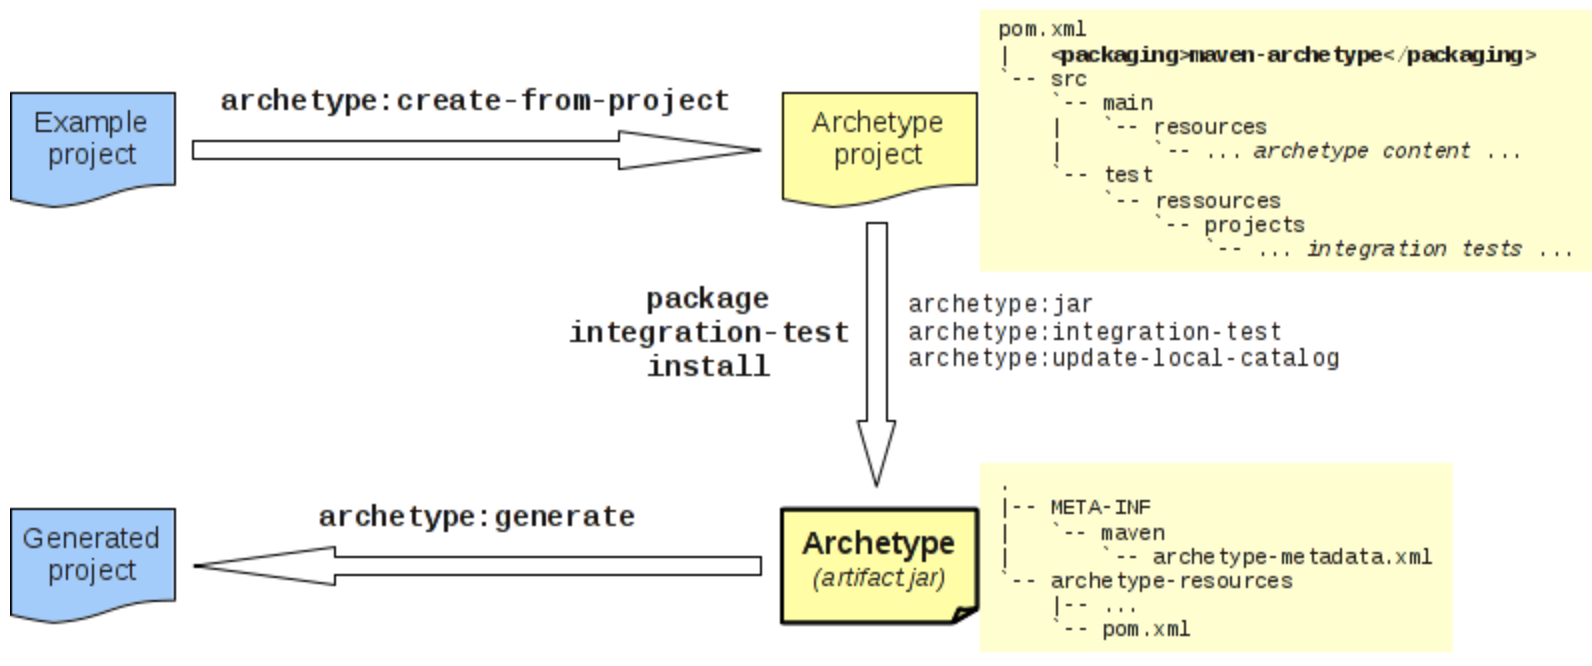 Example
project
archetype:create-from-project
Archetype
project
pom.xml
|   <packaging>maven-archetype</packaging>
`-- src
    `-- main
    |   `-- resources
    |       `-- ... archetype content ...
    `-- test
        `-- ressources
            `-- projects
                `-- ... integration tests ...
package
integration-test
install
archetype:jar
archetype:integration-test
archetype:update-local-catalog
Generated
project
archetype:generate
Archetype
(artifact jar)
.
|-- META-INF
|   `-- maven
|       `-- archetype-metadata.xml
`-- archetype-resources
    |-- ...
    `-- pom.xml